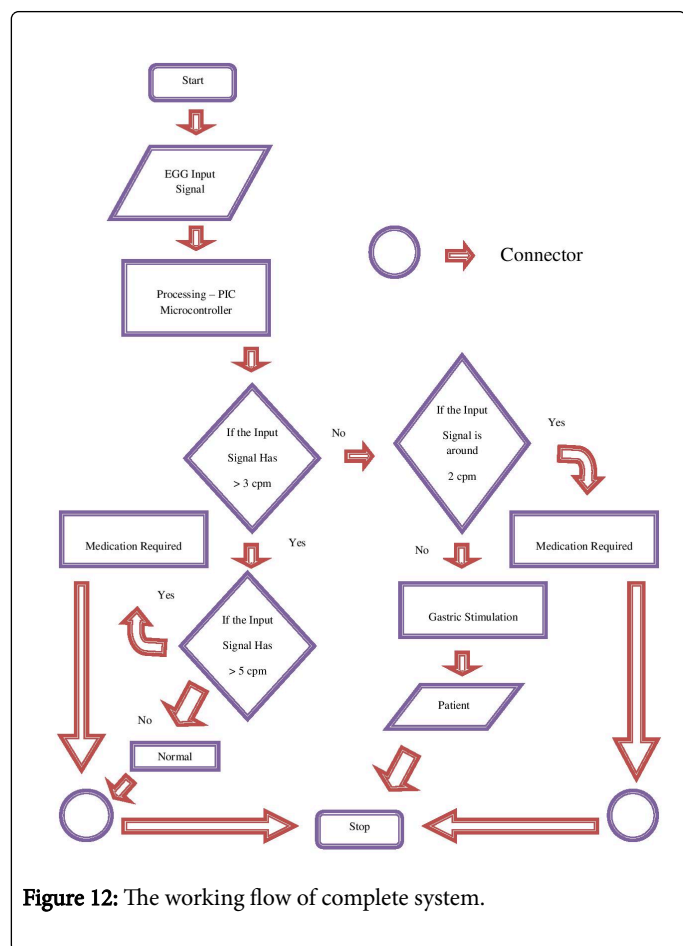 Start
EGG Input
Signal
Processing – PIC
Microcontroller
Connector
If the Input
Signal Has
> 3 cpm
No
If the Input
Signal is
around
2 cpm
Yes
Medication Required
Yes
No
Medication Required
Yes
If the Input
Signal Has
> 5 cpm
Gastric Stimulation
No
Normal
Patient
Stop
Figure 12: The working flow of complete system.